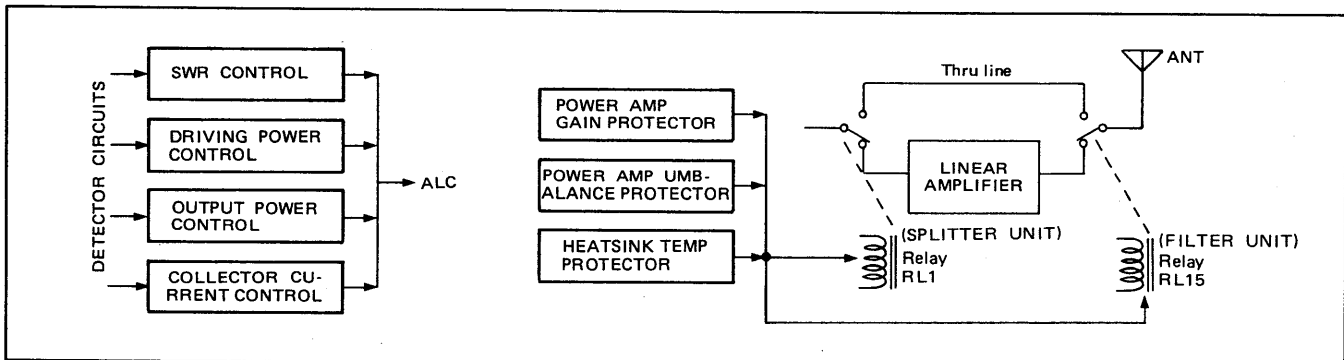 DETECTOR CIRCUITS
SWR CONTROL
DRIVING POWER
CONTROL
OUTPUT POWER
CONTROL
COLLECTOR CU-
RRENT CONTROL
ALC
POWER AMP
GAIN PROTECTOR
POWER AMP UMB-
ALANCE PROTECTOR
HEATSINK TEMP
PROTECTOR
Thru line
ANT
LINEAR
AMPLIFIER
(SPLITTER UNIT)
Relay
RL1
(FILTER UNIT)
Relay
RL15